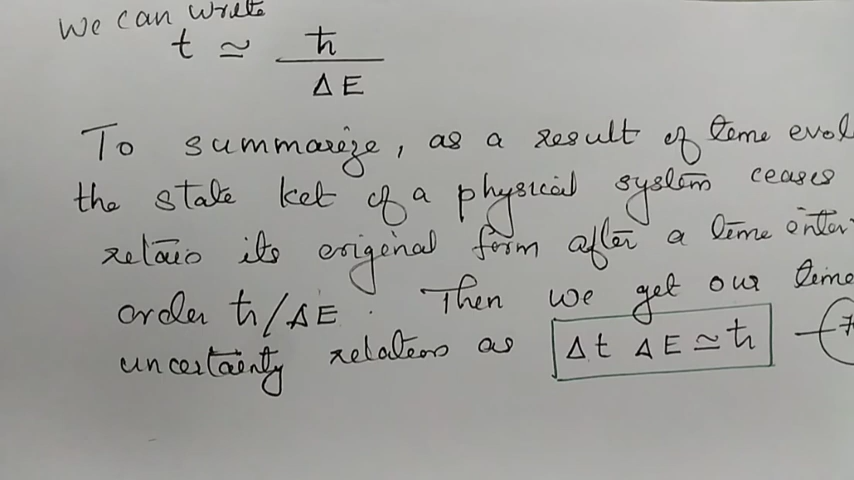 We can write
t ≃ ħ / ΔE
To summarize, as a result of time evol
the state ket of a physical system ceases
retain its original form after a time inter
order ħ/ΔE. Then we get our time
uncertainty relation as Δt ΔE ≃ ħ